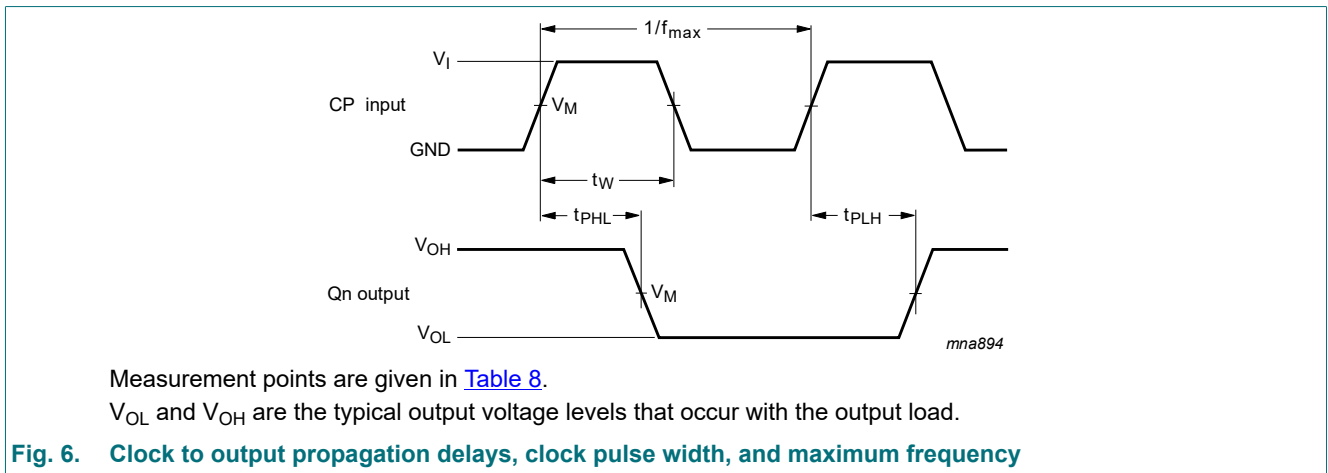 1/fmax
VI
CP input
VM
GND
tW
tPHL
tPLH
VOH
Qn output
VM
VOL
mna894
Measurement points are given in Table 8.
VOL and VOH are the typical output voltage levels that occur with the output load.
Fig. 6. Clock to output propagation delays, clock pulse width, and maximum frequency